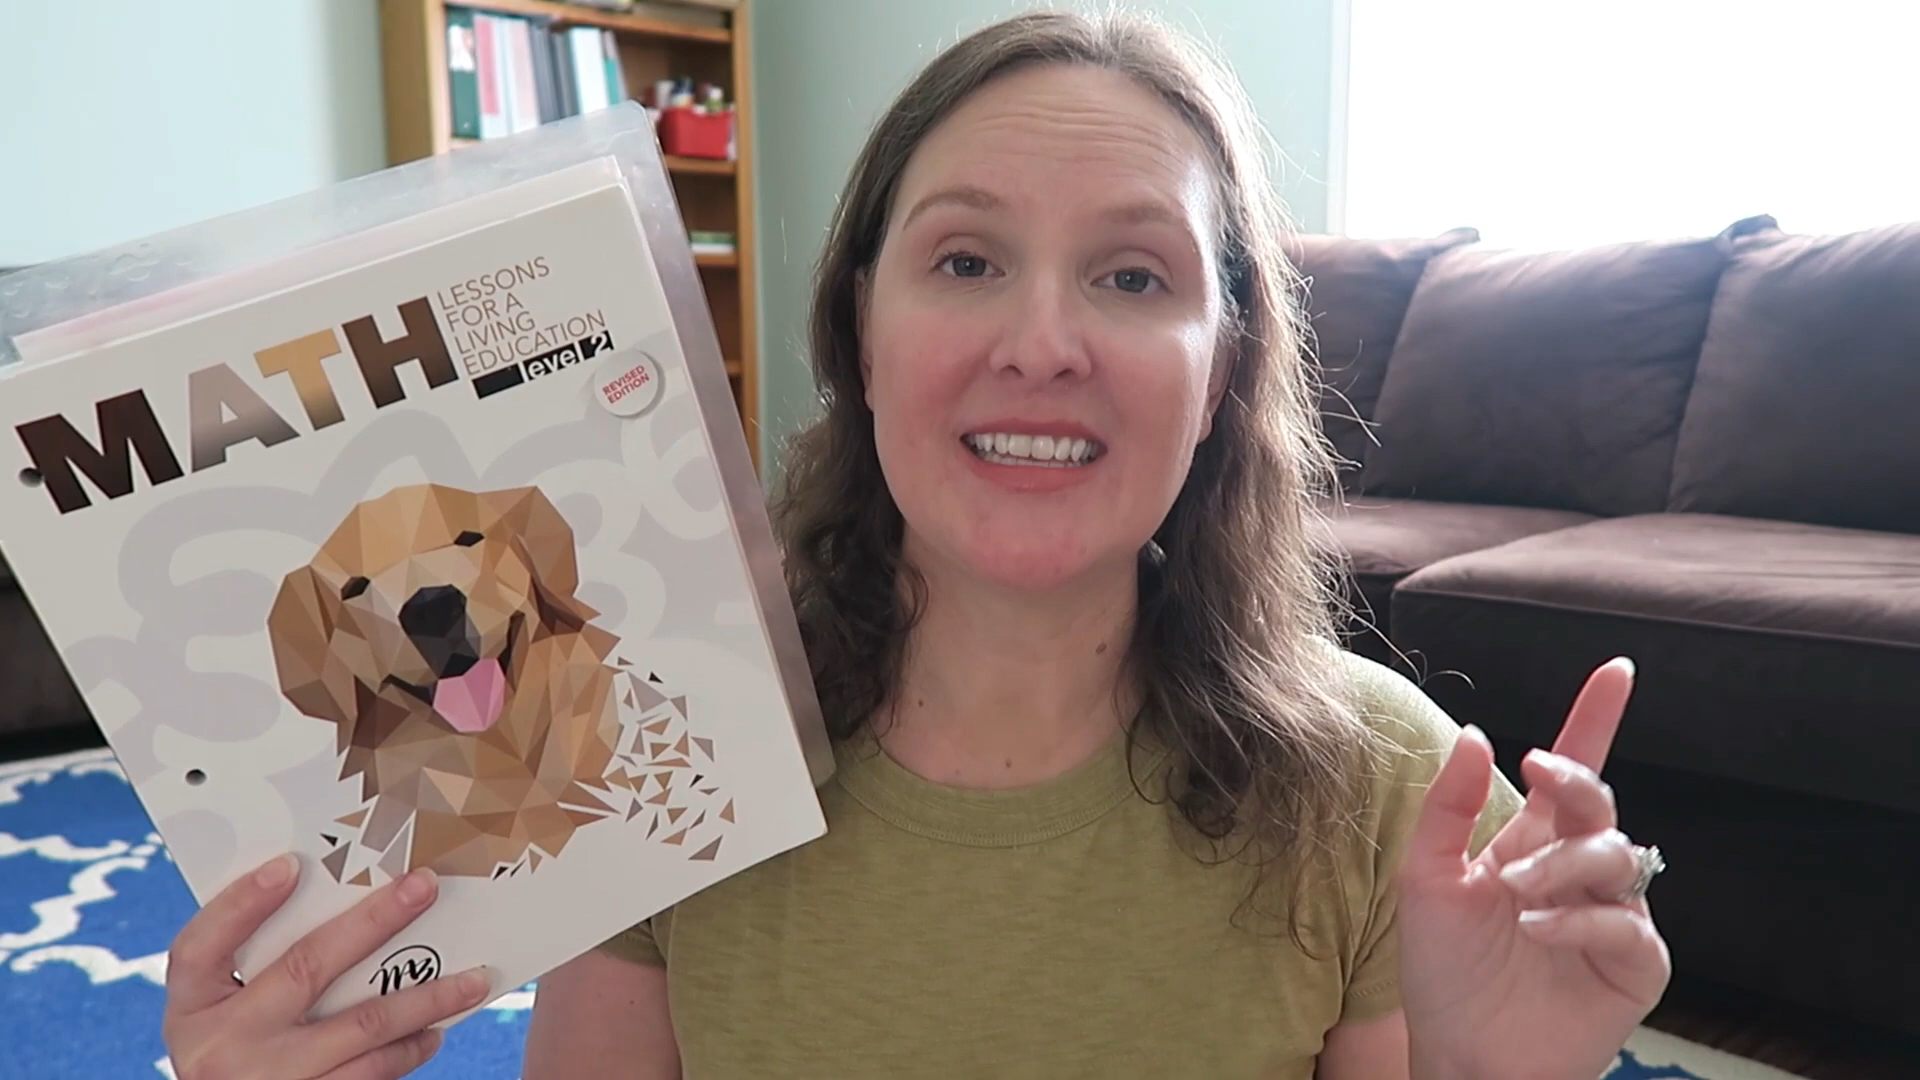 MATH
LESSONS
FOR A
LIVING
EDUCATION
level 2
REVISED
EDITION